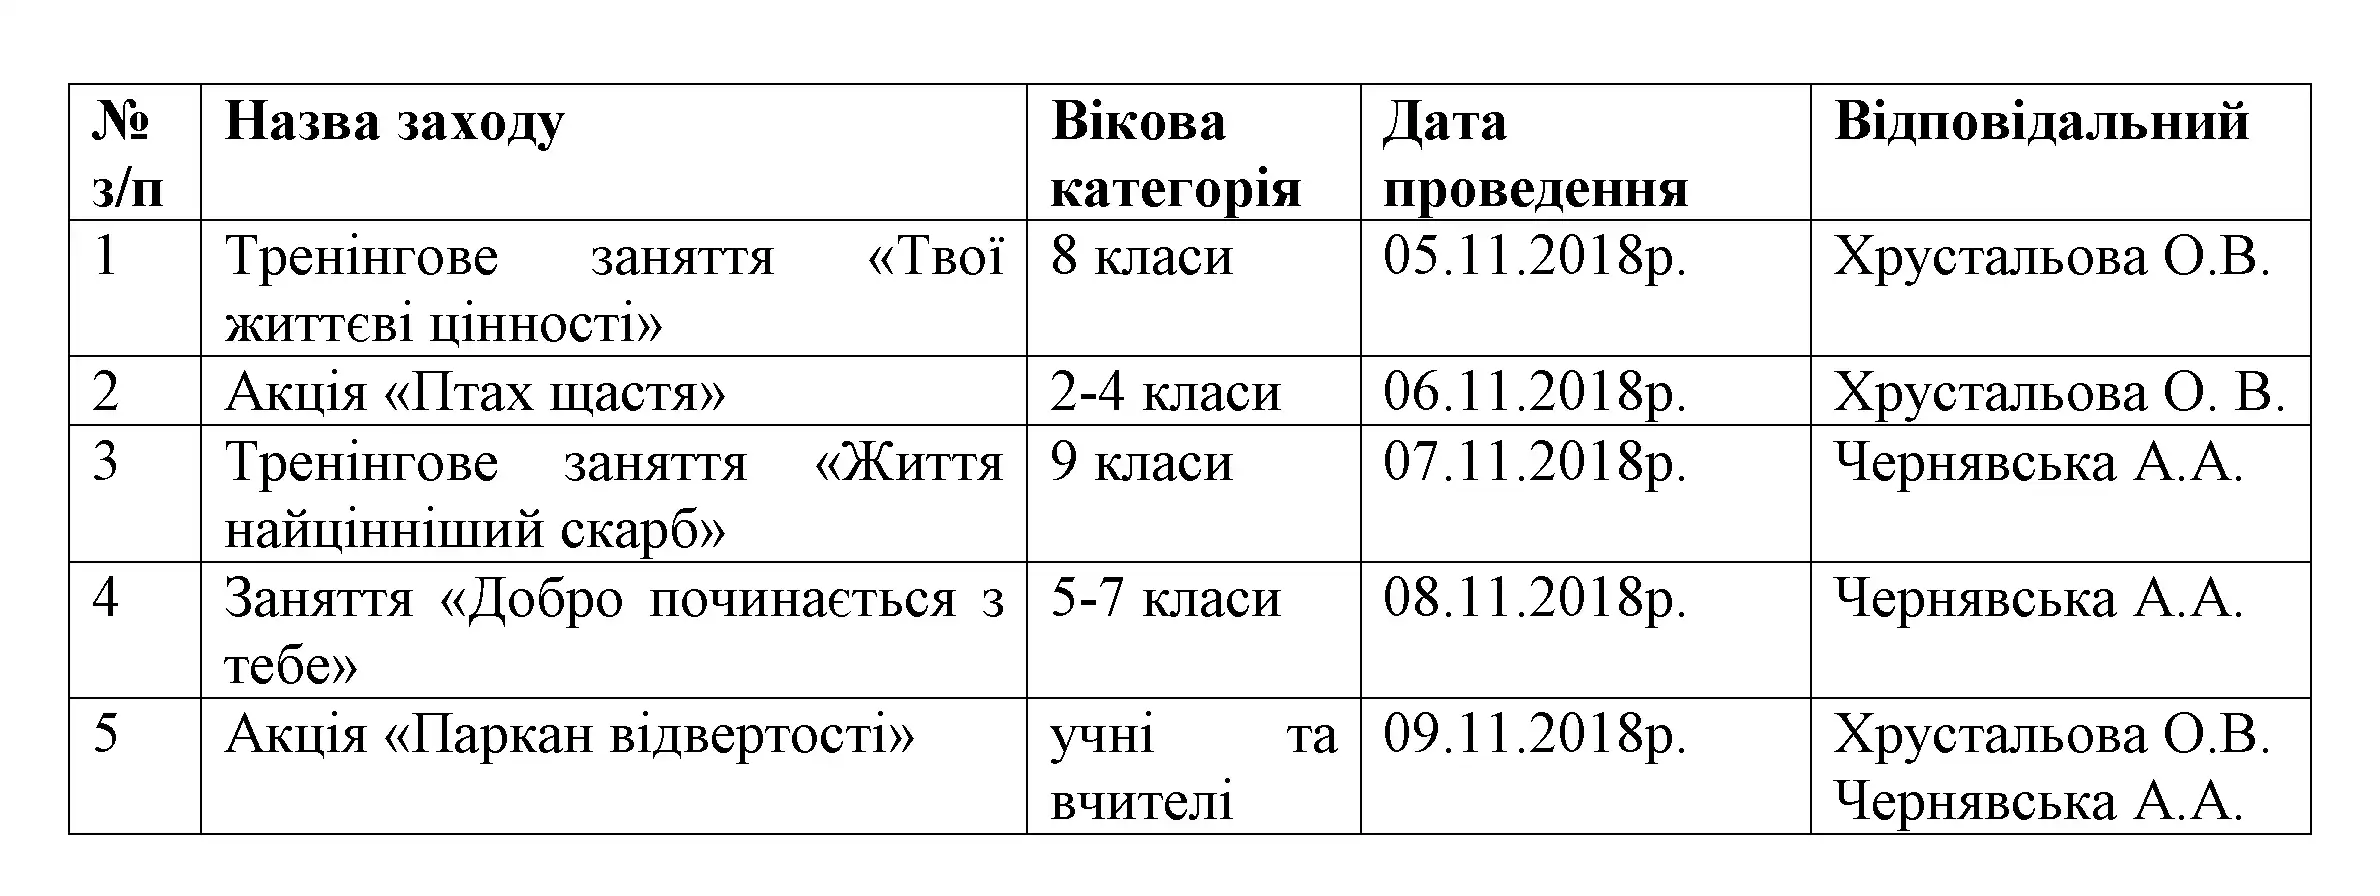 № з/п Назва заходу Вікова категорія Дата проведення Відповідальний
1 Тренінгове заняття «Твої життєві цінності» 8 класи 05.11.2018р. Хрустальова О.В.
2 Акція «Птах щастя» 2-4 класи 06.11.2018р. Хрустальова О. В.
3 Тренінгове заняття «Життя найцінніший скарб» 9 класи 07.11.2018р. Чернявська А.А.
4 Заняття «Добро починається з тебе» 5-7 класи 08.11.2018р. Чернявська А.А.
5 Акція «Паркан відвертості» учні та вчителі 09.11.2018р. Хрустальова О.В. Чернявська А.А.